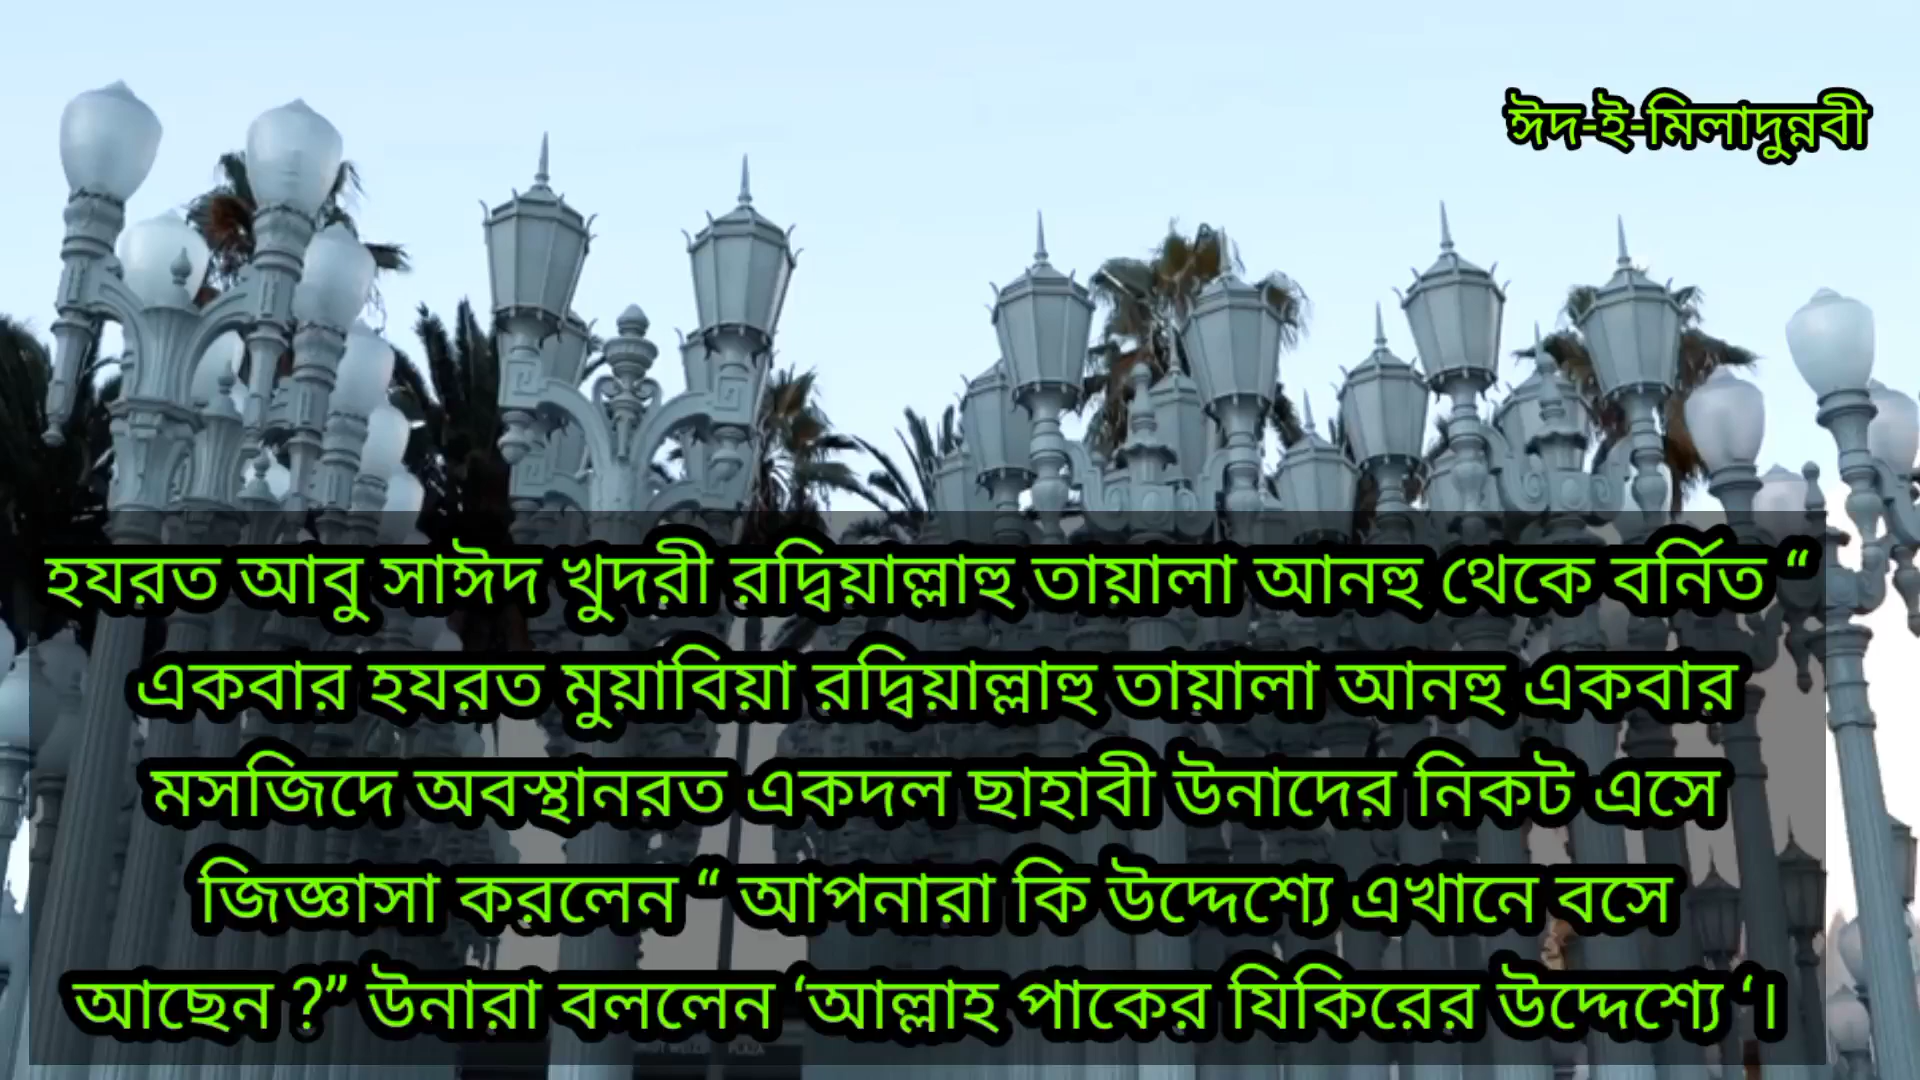 ঈদ-ই-মিলাদুন্নবী
হযরত আবু সাঈদ খুদরী রদ্বিয়াল্লাহু তায়ালা আনহু থেকে বর্নিত “
একবার হযরত মুয়াবিয়া রদ্বিয়াল্লাহু তায়ালা আনহু একবার
মসজিদে অবস্থানরত একদল ছাহাবী উনাদের নিকট এসে
জিজ্ঞাসা করলেন “ আপনারা কি উদ্দেশ্যে এখানে বসে
আছেন ?” উনারা বললেন ‘আল্লাহ পাকের যিকিরের উদ্দেশ্যে ‘।